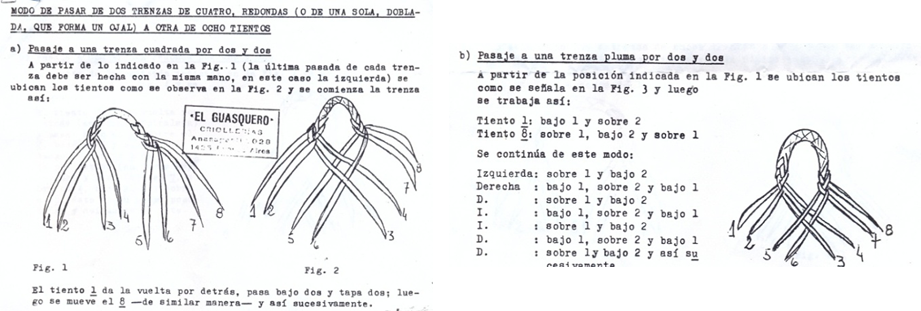 MODO DE PASAR DE DOS TRENZAS DE CUATRO, REDONDAS (O DE UNA SOLA, DOBLA-
DA, QUE FORMA UN OJAL) A OTRA DE OCHO TIENTOS
a) Pasaje a una trenza cuadrada por dos y dos
A partir de lo indicado en la Fig. 1 (la última pasada de cada tren-
za debe ser hecha con la misma mano, en este caso la izquierda) se
ubican los tientos como se observa en la Fig. 2 y se comienza la trenza
así:
·EL GUASQUERO·
CRIOLLERIAS
1 2 3 4 5 6 7 8
1 2 5 6 3 4 7 8
Fig. 1
Fig. 2
El tiento 1 da la vuelta por detrás, pasa bajo dos y tapa dos; lue-
go se mueve el 8 —de similar manera— y así sucesivamente.
b) Pasaje a una trenza pluma por dos y dos
A partir de la posición indicada en la Fig. 1 se ubican los tientos
como se señala en la Fig. 3 y luego
se trabaja así:
Tiento 1: bajo 1 y sobre 2
Tiento 8: sobre 1, bajo 2 y sobre 1
Se continúa de este modo:
Izquierda: sobre 1 y bajo 2
Derecha : bajo 1, sobre 2 y bajo 1
D. : sobre 1 y bajo 2
I. : bajo 1, sobre 2 y bajo 1
I. : sobre 1 y bajo 2
D. : bajo 1, sobre 2 y bajo 1
D. : sobre 1 y bajo 2 y así su
cesivamente
1 2 5 6 3 4 7 8